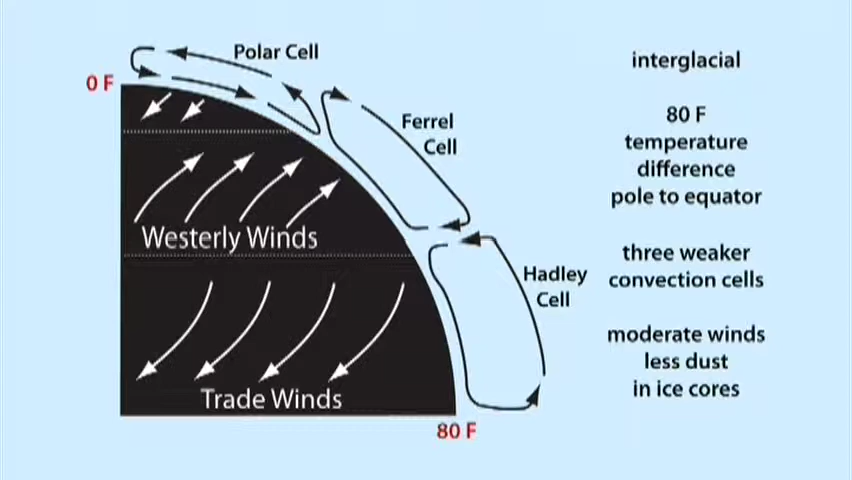 Polar Cell
0 F
Ferrel
Cell
Westerly Winds
Hadley
Cell
Trade Winds
80 F
interglacial
80 F
temperature
difference
pole to equator
three weaker
convection cells
moderate winds
less dust
in ice cores